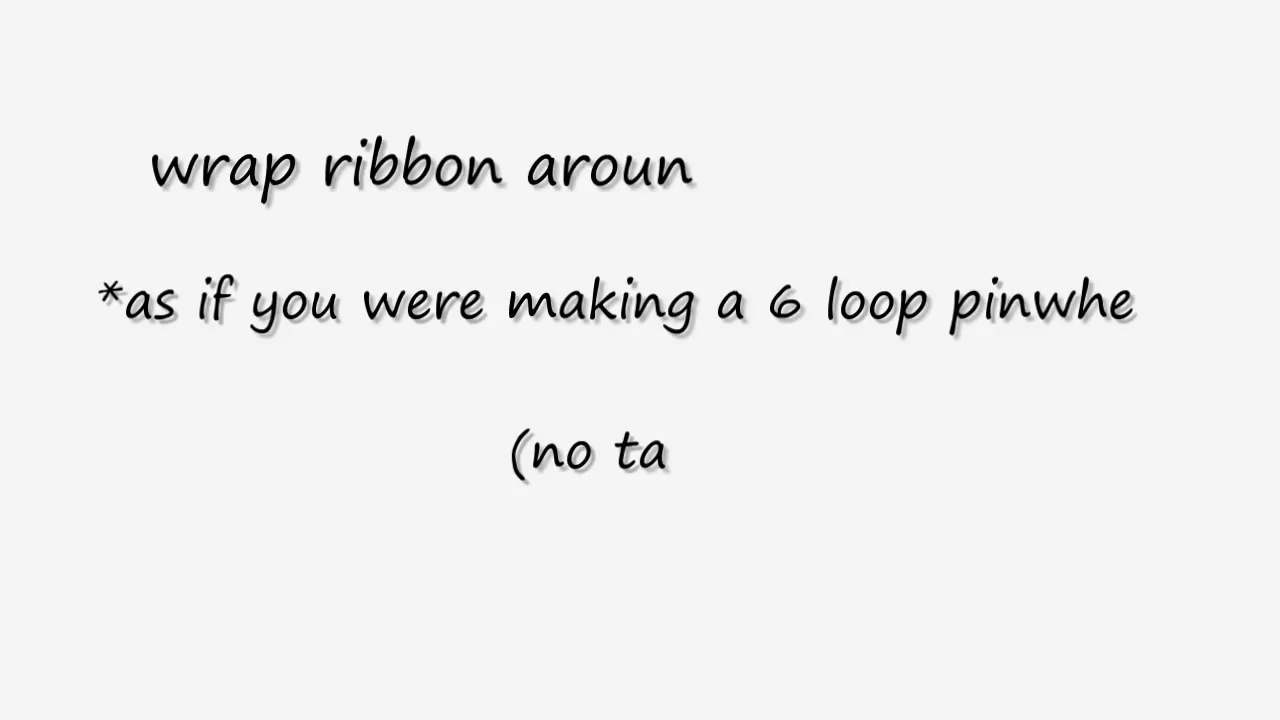 wrap ribbon aroun
*as if you were making a 6 loop pinwhe
(no ta